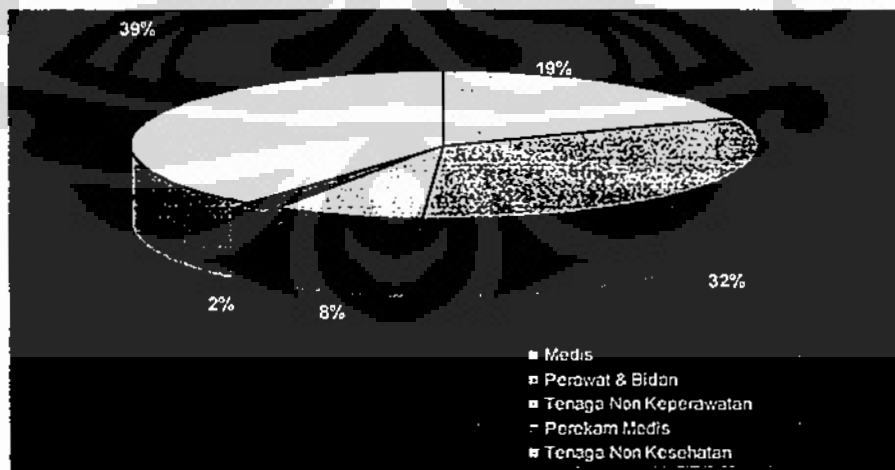 39%
19%
32%
2%
8%
Medis
Perawat & Bidan
Tenaga Non Keperawatan
Perekam Medis
Tenaga Non Kesehatan